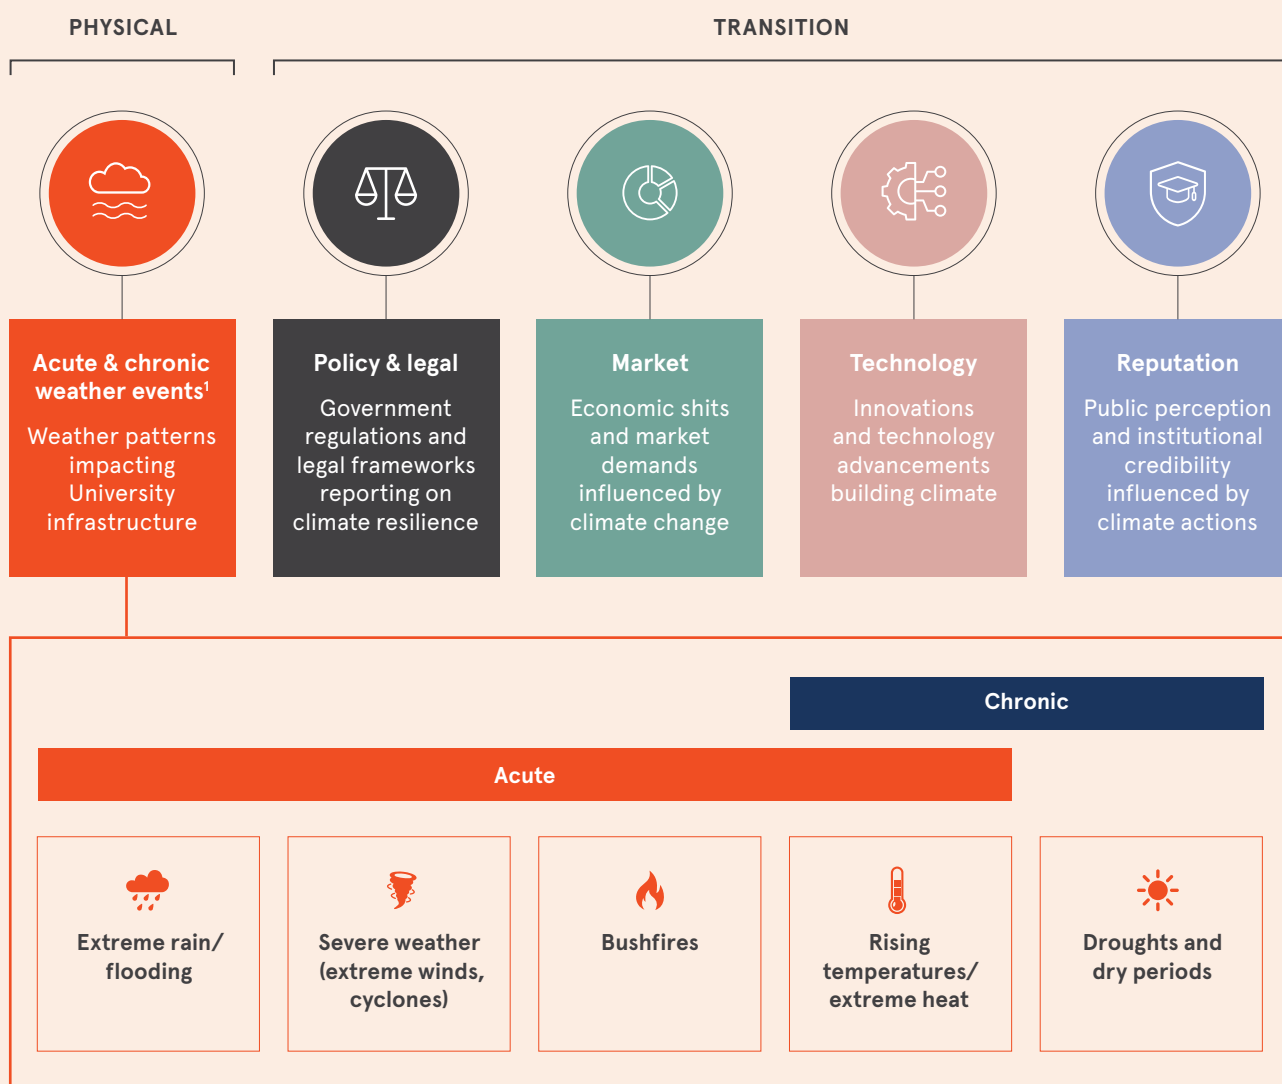 PHYSICAL
TRANSITION
Acute & chronic
weather events¹
Weather patterns
impacting
University
infrastructure
Policy & legal
Government
regulations and
legal frameworks
reporting on
climate resilience
Market
Economic shits
and market
demands
influenced by
climate change
Technology
Innovations
and technology
advancements
building climate
Reputation
Public perception
and institutional
credibility
influenced by
climate actions
Chronic
Acute
Extreme rain/
flooding
Severe weather
(extreme winds,
cyclones)
Bushfires
Rising
temperatures/
extreme heat
Droughts and
dry periods